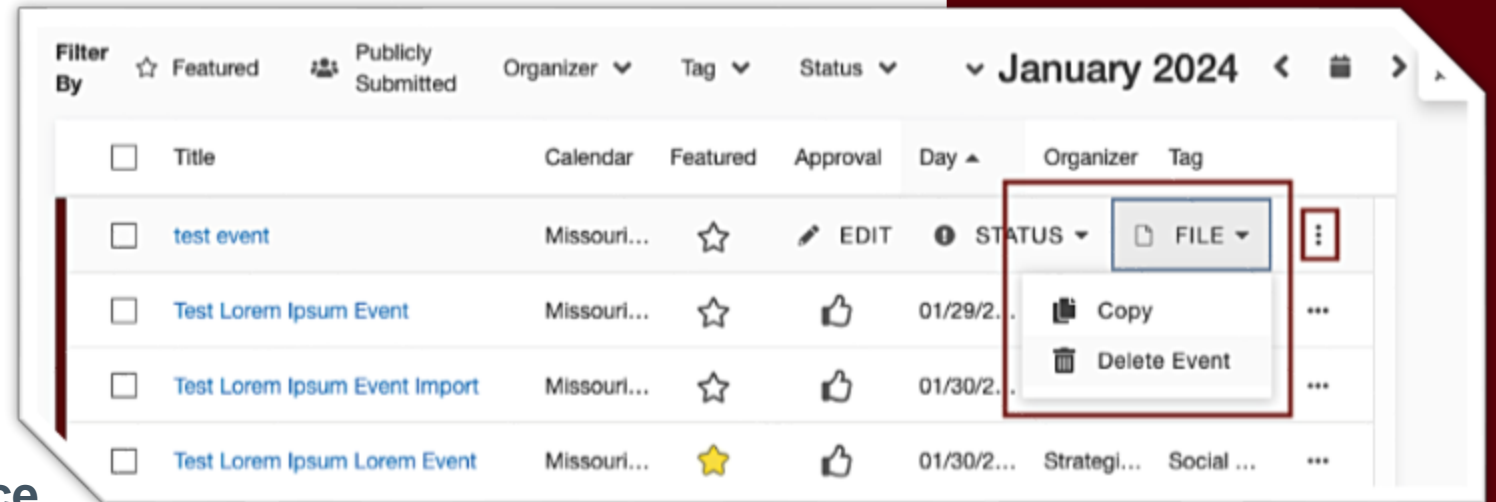 Filter By Featured Publicly Submitted Organizer Tag Status January 2024
Title Calendar Featured Approval Day Organizer Tag
test event Missouri... EDIT STATUS FILE
Test Lorem Ipsum Event Missouri... 01/29/2... Copy
Delete Event
Test Lorem Ipsum Event Import Missouri... 01/30/2...
Test Lorem Ipsum Lorem Event Missouri... 01/30/2... Strategi... Social ...